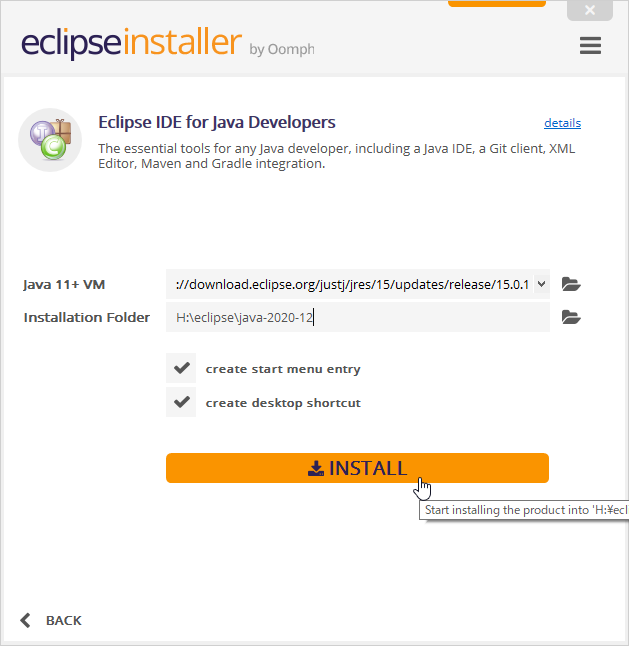 eclipseinstaller by Oomph
Eclipse IDE for Java Developers
details
The essential tools for any Java developer, including a Java IDE, a Git client, XML
Editor, Maven and Gradle integration.
Java 11+ VM
://download.eclipse.org/justj/jres/15/updates/release/15.0.1
Installation Folder
H:\eclipse\java-2020-12
create start menu entry
create desktop shortcut
INSTALL
Start installing the product into 'H:¥ecl
BACK